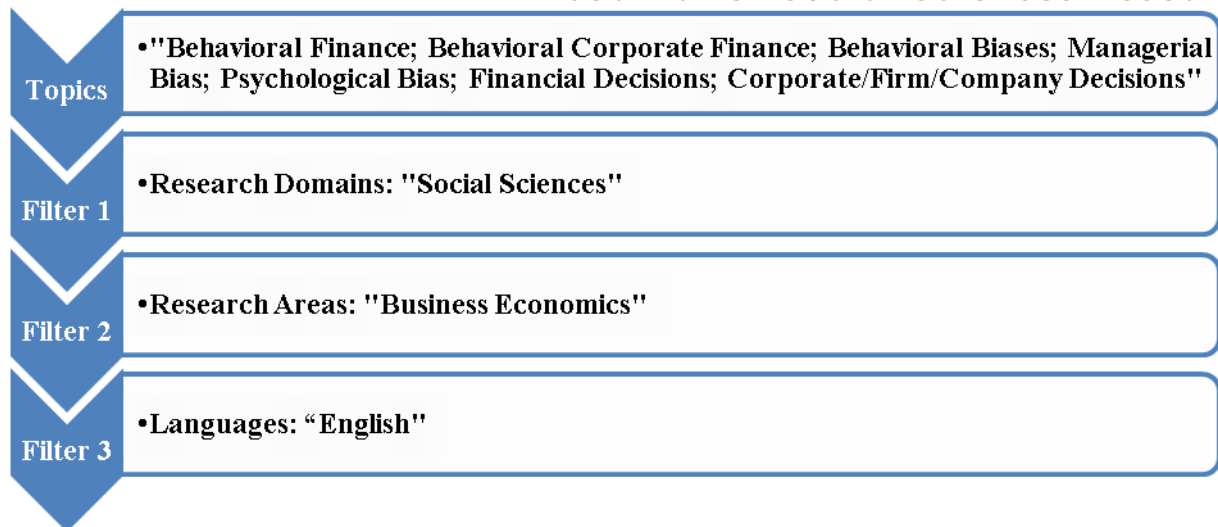 •"Behavioral Finance; Behavioral Corporate Finance; Behavioral Biases; Managerial
Bias; Psychological Bias; Financial Decisions; Corporate/Firm/Company Decisions"
Topics
•Research Domains: "Social Sciences"
Filter 1
•Research Areas: "Business Economics"
Filter 2
•Languages: “English"
Filter 3